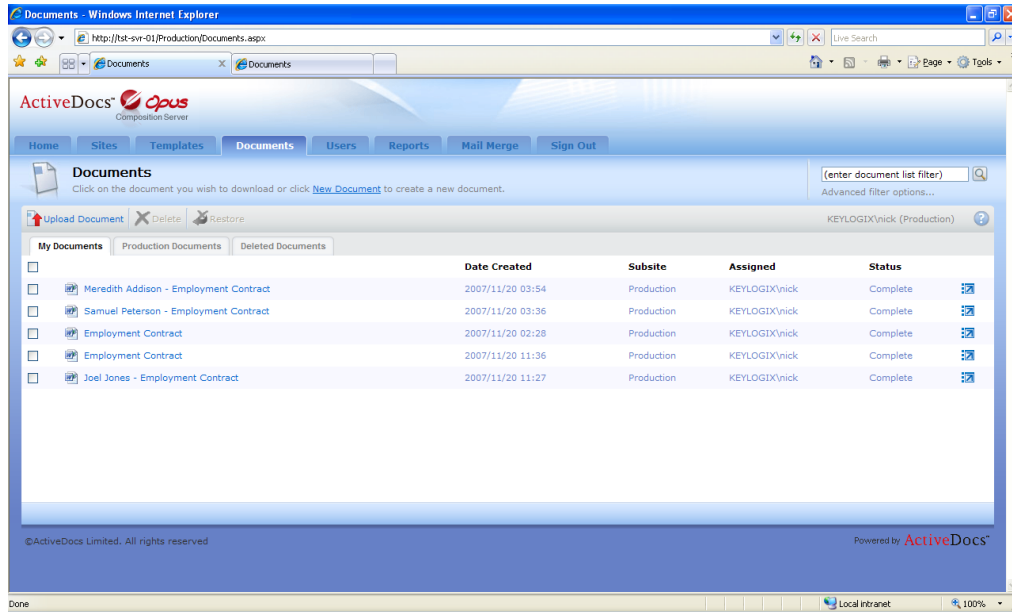 Documents - Windows Internet Explorer
http://tst-svr-01/Production/Documents.aspx
Live Search
Documents
Documents
Page
Tools
ActiveDocs™ Opus
Composition Server
Home Sites Templates Documents Users Reports Mail Merge Sign Out
Documents
Click on the document you wish to download or click New Document to create a new document.
(enter document list filter)
Advanced filter options...
Upload Document Delete Restore
KEYLOGIX\nick (Production)
My Documents Production Documents Deleted Documents
Date Created Subsite Assigned Status
Meredith Addison - Employment Contract 2007/11/20 03:54 Production KEYLOGIX\nick Complete
Samuel Peterson - Employment Contract 2007/11/20 03:36 Production KEYLOGIX\nick Complete
Employment Contract 2007/11/20 02:28 Production KEYLOGIX\nick Complete
Employment Contract 2007/11/20 11:36 Production KEYLOGIX\nick Complete
Joel Jones - Employment Contract 2007/11/20 11:27 Production KEYLOGIX\nick Complete
©ActiveDocs Limited. All rights reserved
Powered by ActiveDocs™
Done
Local intranet
100%